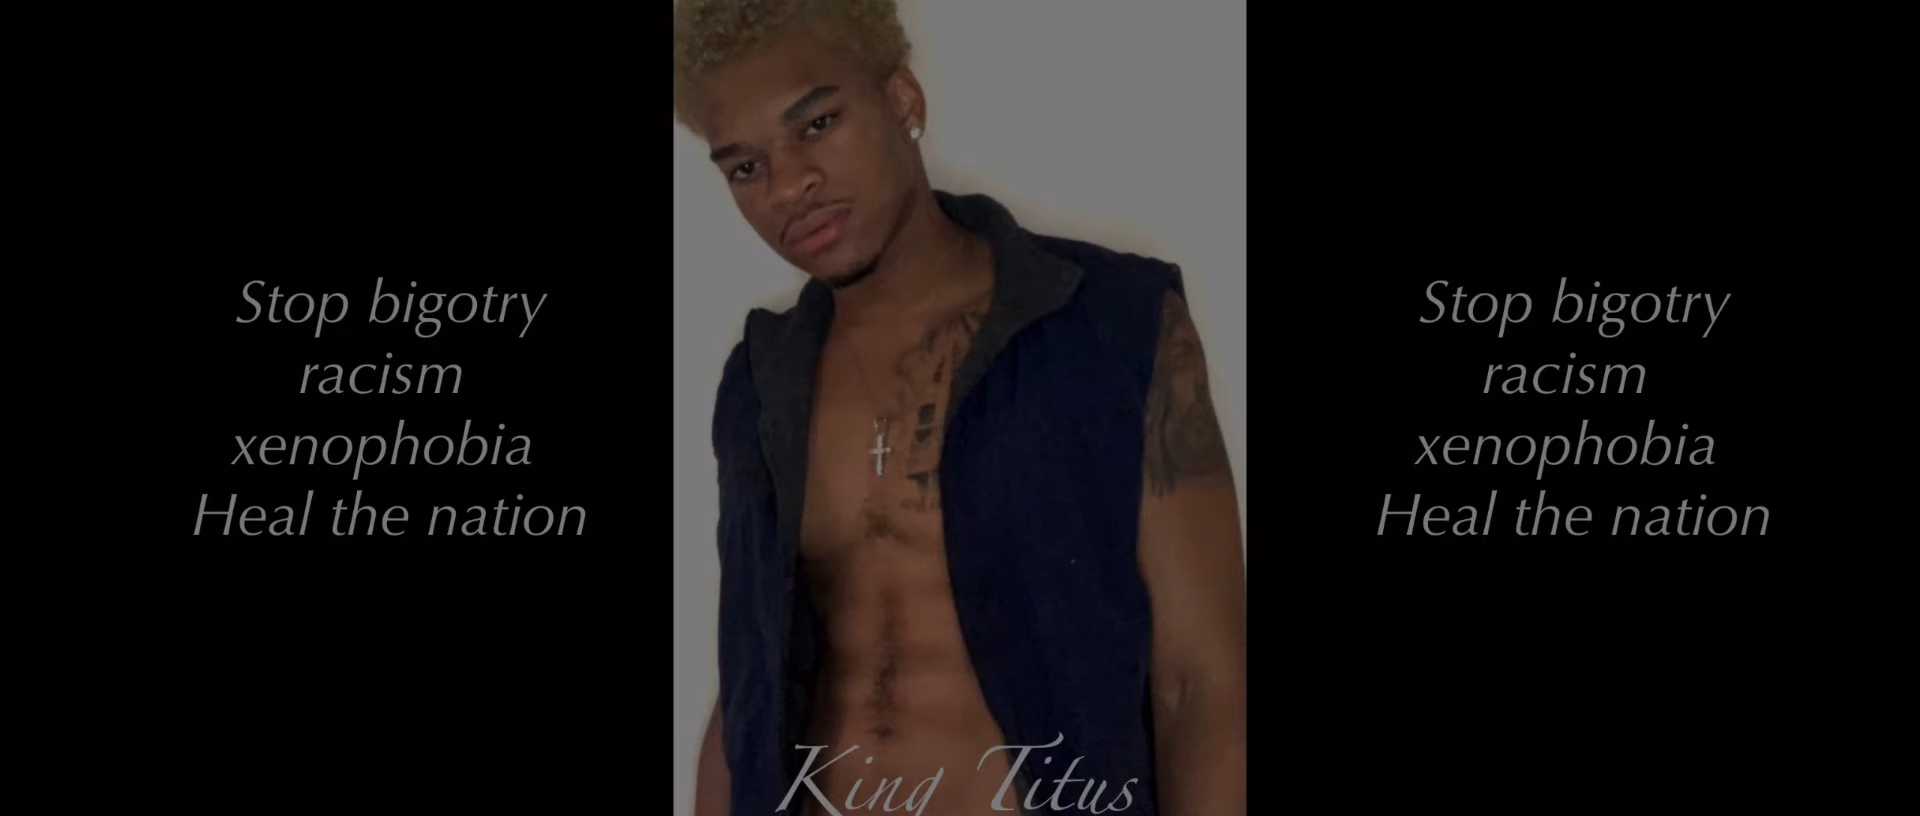 Stop bigotry
racism
xenophobia
Heal the nation
Stop bigotry
racism
xenophobia
Heal the nation
King Titus